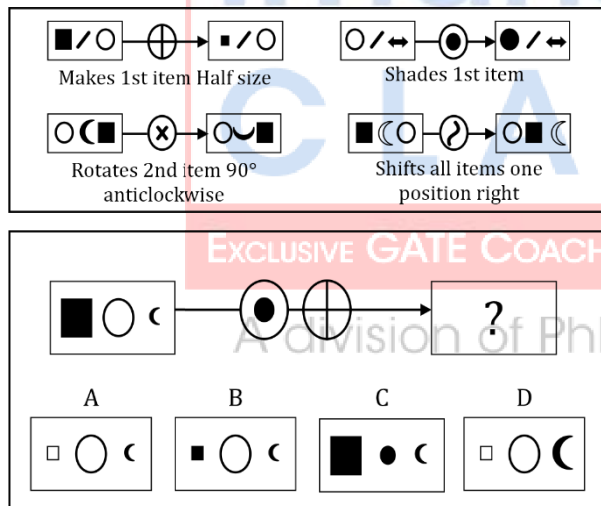 Makes 1st item Half size
Shades 1st item
Rotates 2nd item 90°
anticlockwise
Shifts all items one
position right
C L A
EXCLUSIVE GATE COACH
A division of Ph
?
A B C D